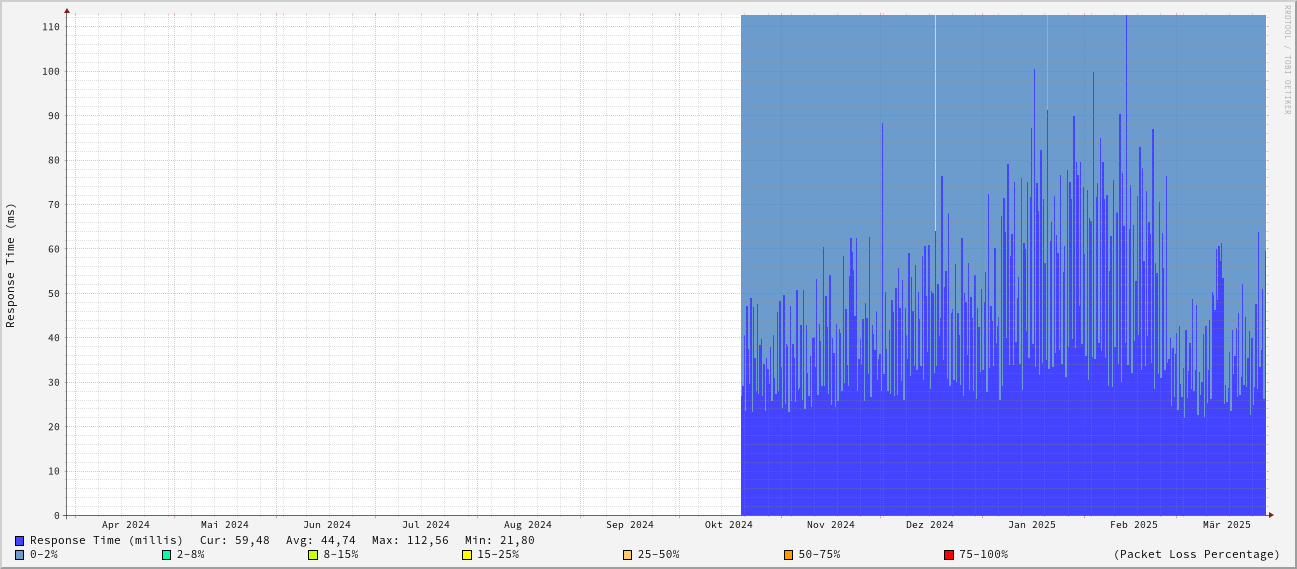 RRDTOOL / TOBI OETIKER
Response Time (ms)
110
100
90
80
70
60
50
40
30
20
10
0
Apr 2024 Mai 2024 Jun 2024 Jul 2024 Aug 2024 Sep 2024 Okt 2024 Nov 2024 Dez 2024 Jan 2025 Feb 2025 Mär 2025
Response Time (millis) Cur: 59,48 Avg: 44,74 Max: 112,56 Min: 21,80
0-2% 2-8% 8-15% 15-25% 25-50% 50-75% 75-100% (Packet Loss Percentage)